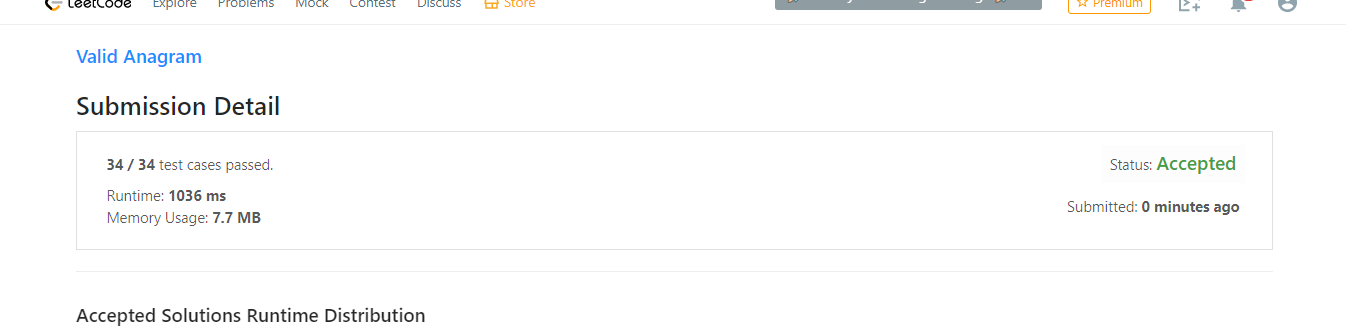 LeetCode Explore Problems Mock Contest Discuss Store Premium
Valid Anagram
Submission Detail
34 / 34 test cases passed.
Status: Accepted
Runtime: 1036 ms
Submitted: 0 minutes ago
Memory Usage: 7.7 MB
Accepted Solutions Runtime Distribution